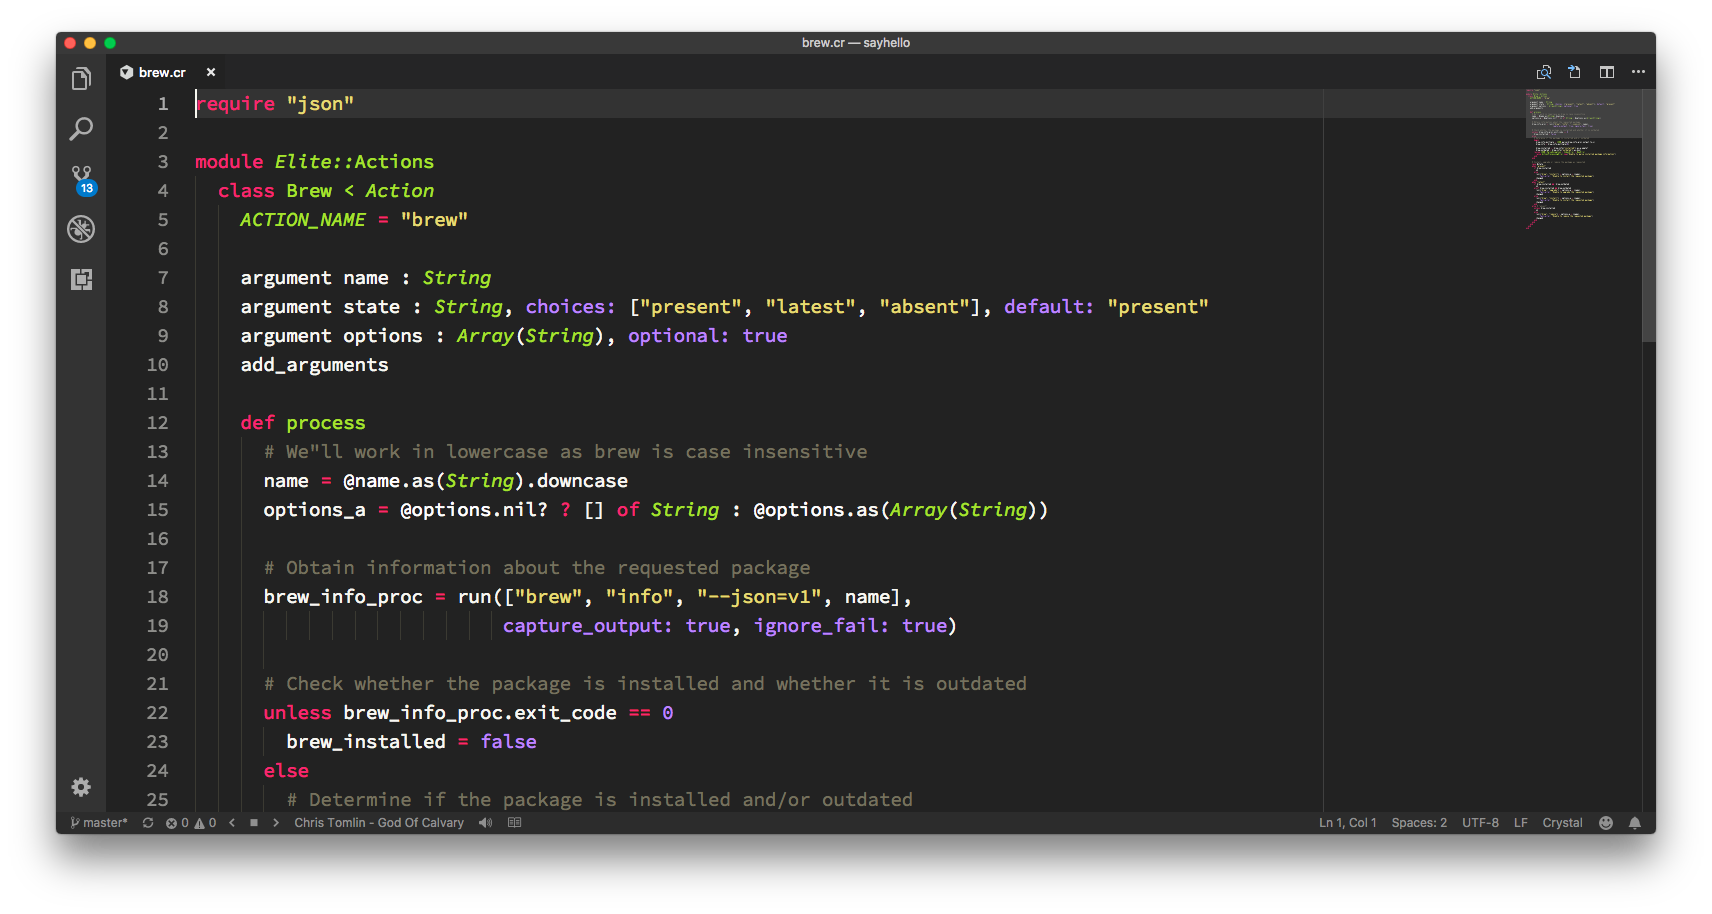 brew.cr — sayhello
brew.cr ×
1 require "json"
2
3 module Elite::Actions
4 class Brew < Action
5 ACTION_NAME = "brew"
6
7 argument name : String
8 argument state : String, choices: ["present", "latest", "absent"], default: "present"
9 argument options : Array(String), optional: true
10 add_arguments
11
12 def process
13 # We"ll work in lowercase as brew is case insensitive
14 name = @name.as(String).downcase
15 options_a = @options.nil? ? [] of String : @options.as(Array(String))
16
17 # Obtain information about the requested package
18 brew_info_proc = run(["brew", "info", "--json=v1", name],
19 capture_output: true, ignore_fail: true)
20
21 # Check whether the package is installed and whether it is outdated
22 unless brew_info_proc.exit_code == 0
23 brew_installed = false
24 else
25 # Determine if the package is installed and/or outdated
13
master* 0 0 Chris Tomlin - God Of Calvary Ln 1, Col 1 Spaces: 2 UTF-8 LF Crystal